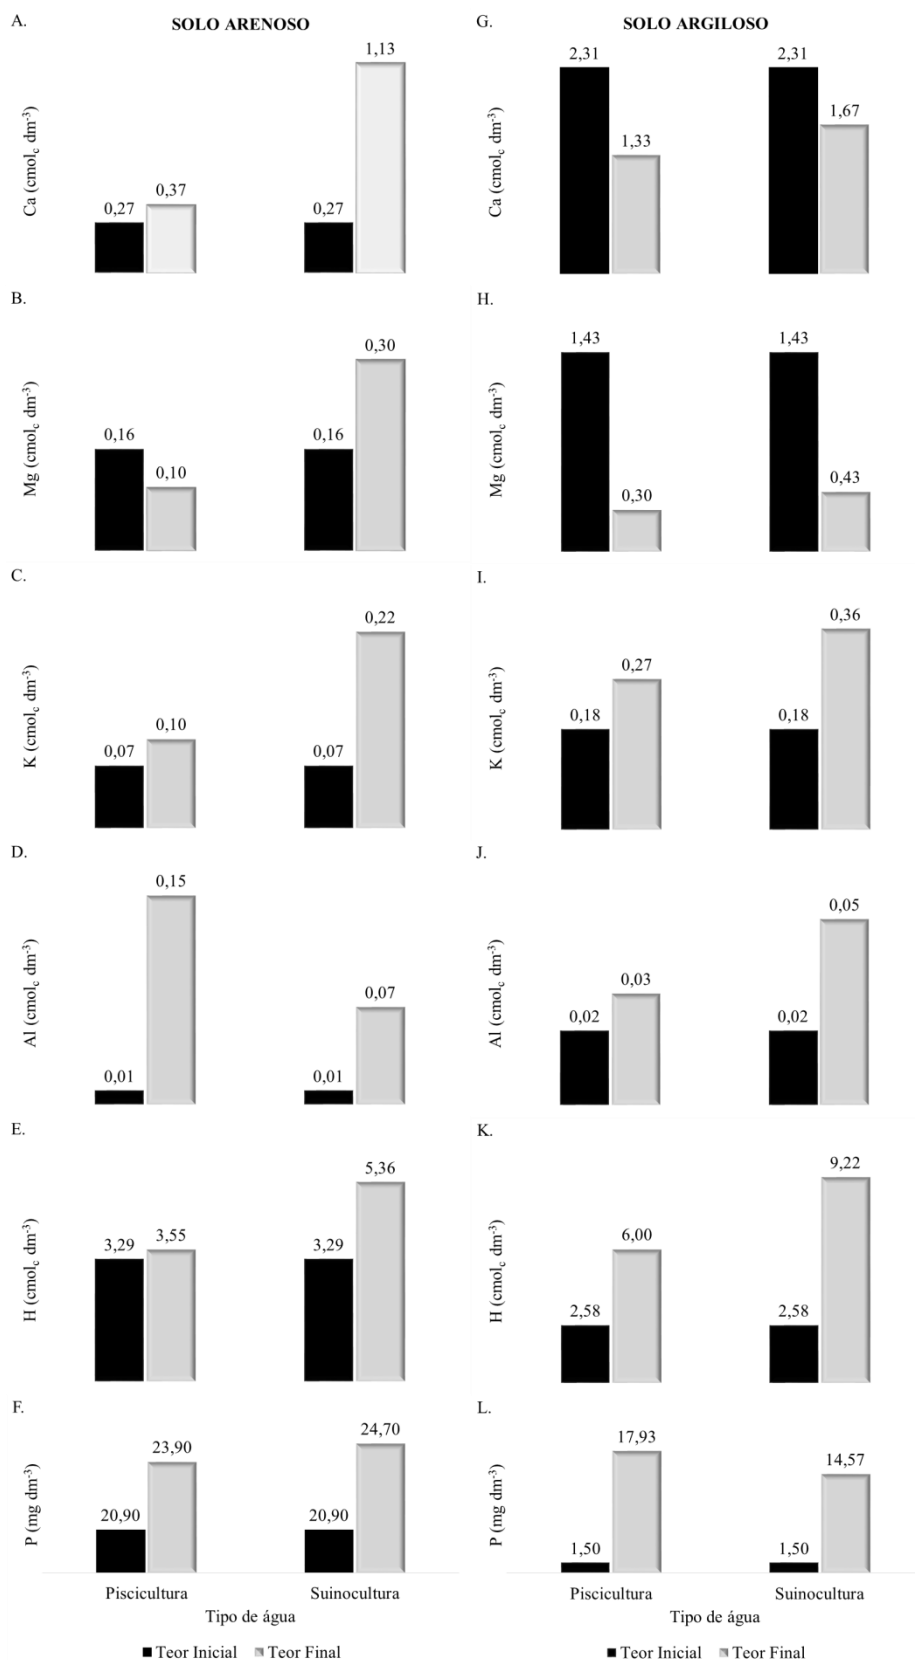 A.
SOLO ARENOSO
Ca (cmolc dm-3)
0,27
0,37
0,27
1,13
B.
Mg (cmolc dm-3)
0,16
0,10
0,16
0,30
C.
K (cmolc dm-3)
0,07
0,10
0,07
0,22
D.
Al (cmolc dm-3)
0,01
0,15
0,01
0,07
E.
H (cmolc dm-3)
3,29
3,55
3,29
5,36
F.
P (mg dm-3)
20,90
23,90
20,90
24,70
Piscicultura
Suinocultura
Tipo de água
Teor Inicial
Teor Final
G.
SOLO ARGILOSO
Ca (cmolc dm-3)
2,31
1,33
2,31
1,67
H.
Mg (cmolc dm-3)
1,43
0,30
1,43
0,43
I.
K (cmolc dm-3)
0,18
0,27
0,18
0,36
J.
Al (cmolc dm-3)
0,02
0,03
0,02
0,05
K.
H (cmolc dm-3)
2,58
6,00
2,58
9,22
L.
P (mg dm-3)
1,50
17,93
1,50
14,57
Piscicultura
Suinocultura
Tipo de água
Teor Inicial
Teor Final